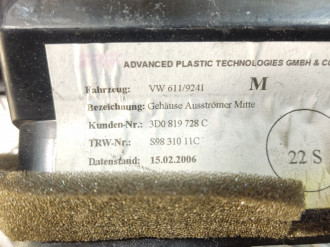 ADVANCED PLASTIC TECHNOLOGIES GMBH & CO
Fahrzeug: VW 611/9241 M
Bezeichnung: Gehäuse Ausströmer Mitte
Kunden-Nr.: 3D0 819 728 C
TRW-Nr.: S98 310 11C
Datenstand: 15.02.2006
22 S